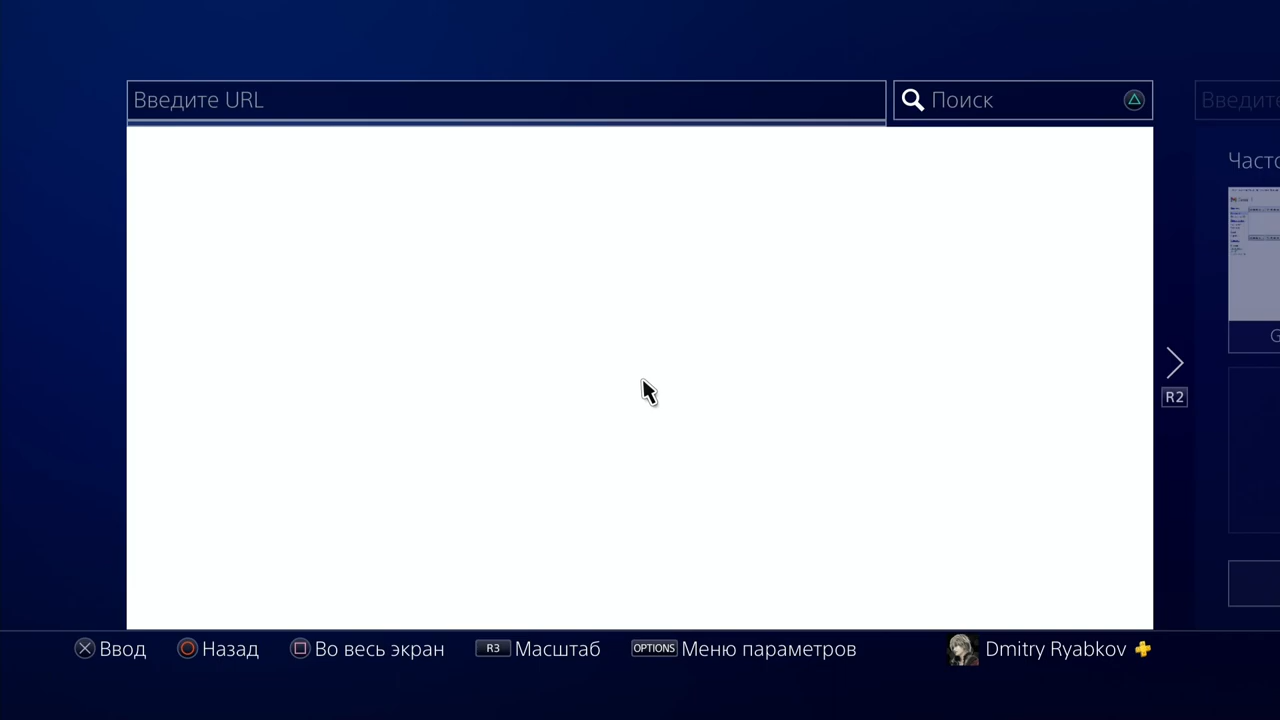 Введите URL
Поиск
Введите
Часто
R2
Ввод
Назад
Во весь экран
R3 Масштаб
OPTIONS Меню параметров
Dmitry Ryabkov